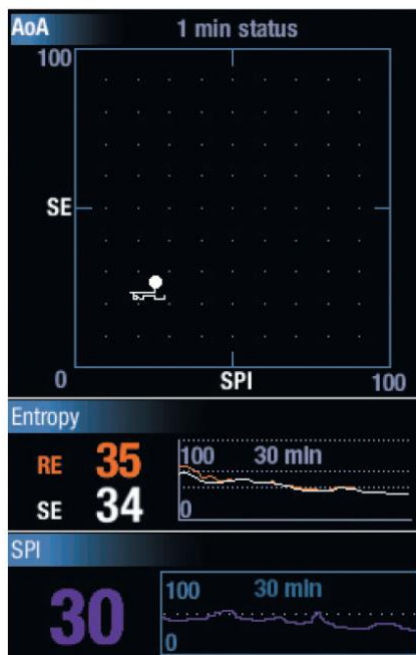 AoA 1 min status
100
SE
0 SPI 100
Entropy
RE 35 100 30 min
SE 34 0
SPI
30 100 30 min
0